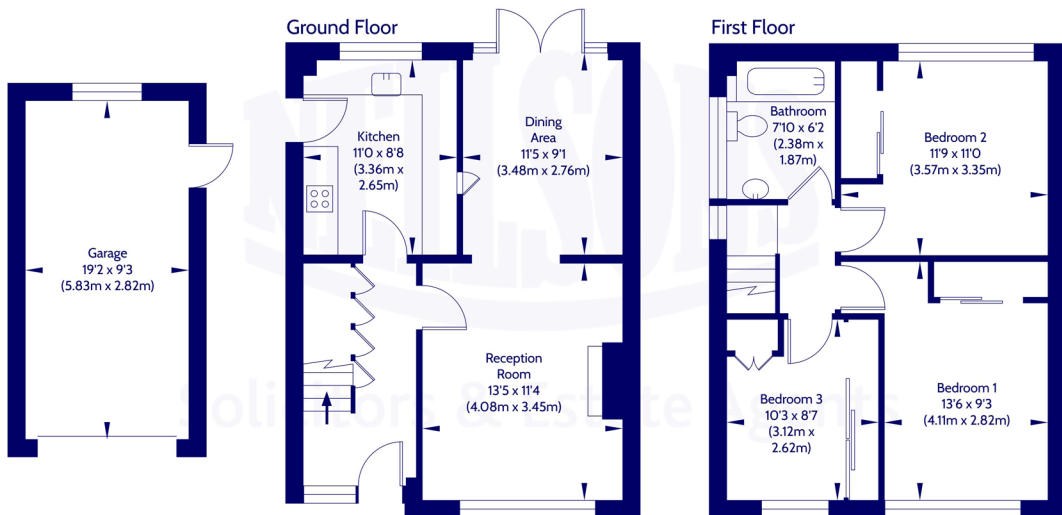 Ground Floor
First Floor
Garage
19'2 x 9'3
(5.83m x 2.82m)
Kitchen
11'0 x 8'8
(3.36m x
2.65m)
Dining
Area
11'5 x 9'1
(3.48m x 2.76m)
Reception
Room
13'5 x 11'4
(4.08m x 3.45m)
Bathroom
7'10 x 6'2
(2.38m x
1.87m)
Bedroom 2
11'9 x 11'0
(3.57m x 3.35m)
Bedroom 3
10'3 x 8'7
(3.12m x
2.62m)
Bedroom 1
13'6 x 9'3
(4.11m x 2.82m)
NEILSONS
Solicitors & Estate Agents